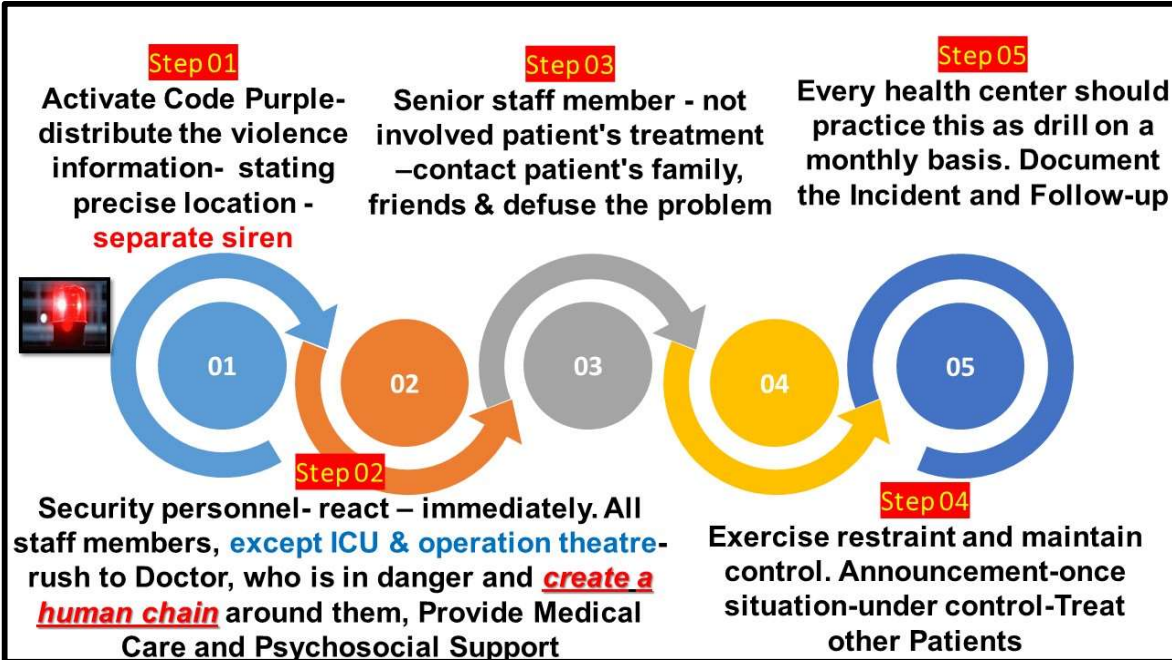 Step 01
Activate Code Purple-
distribute the violence
information- stating
precise location -
separate siren
Step 03
Senior staff member - not
involved patient's treatment
–contact patient's family,
friends & defuse the problem
Step 05
Every health center should
practice this as drill on a
monthly basis. Document
the Incident and Follow-up
01
02
03
04
05
Step 02
Security personnel- react – immediately. All
staff members, except ICU & operation theatre-
rush to Doctor, who is in danger and create a
human chain around them, Provide Medical
Care and Psychosocial Support
Step 04
Exercise restraint and maintain
control. Announcement-once
situation-under control-Treat
other Patients